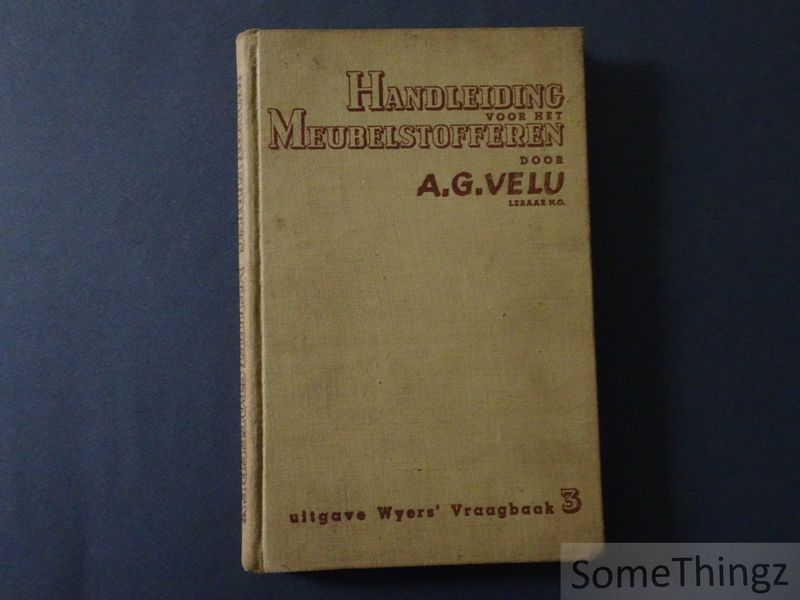 HANDLEIDING
VOOR HET
MEUBELSTOFFEREN
DOOR
A.G.VELU
LERAAR N.O.
uitgave Wyers' Vraagbaak 3
SomeThingz